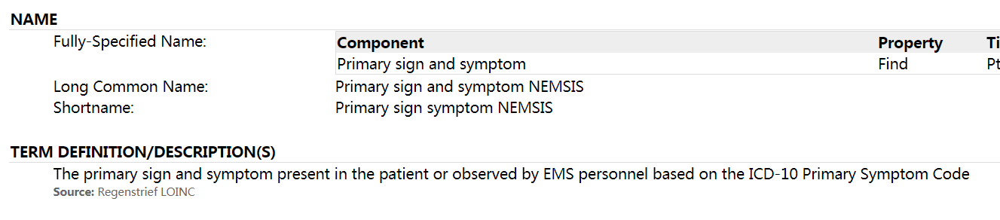 NAME
Fully-Specified Name: Component Property Ti
Primary sign and symptom Find Pt
Long Common Name: Primary sign and symptom NEMSIS
Shortname: Primary sign symptom NEMSIS
TERM DEFINITION/DESCRIPTION(S)
The primary sign and symptom present in the patient or observed by EMS personnel based on the ICD-10 Primary Symptom Code
Source: Regenstrief LOINC